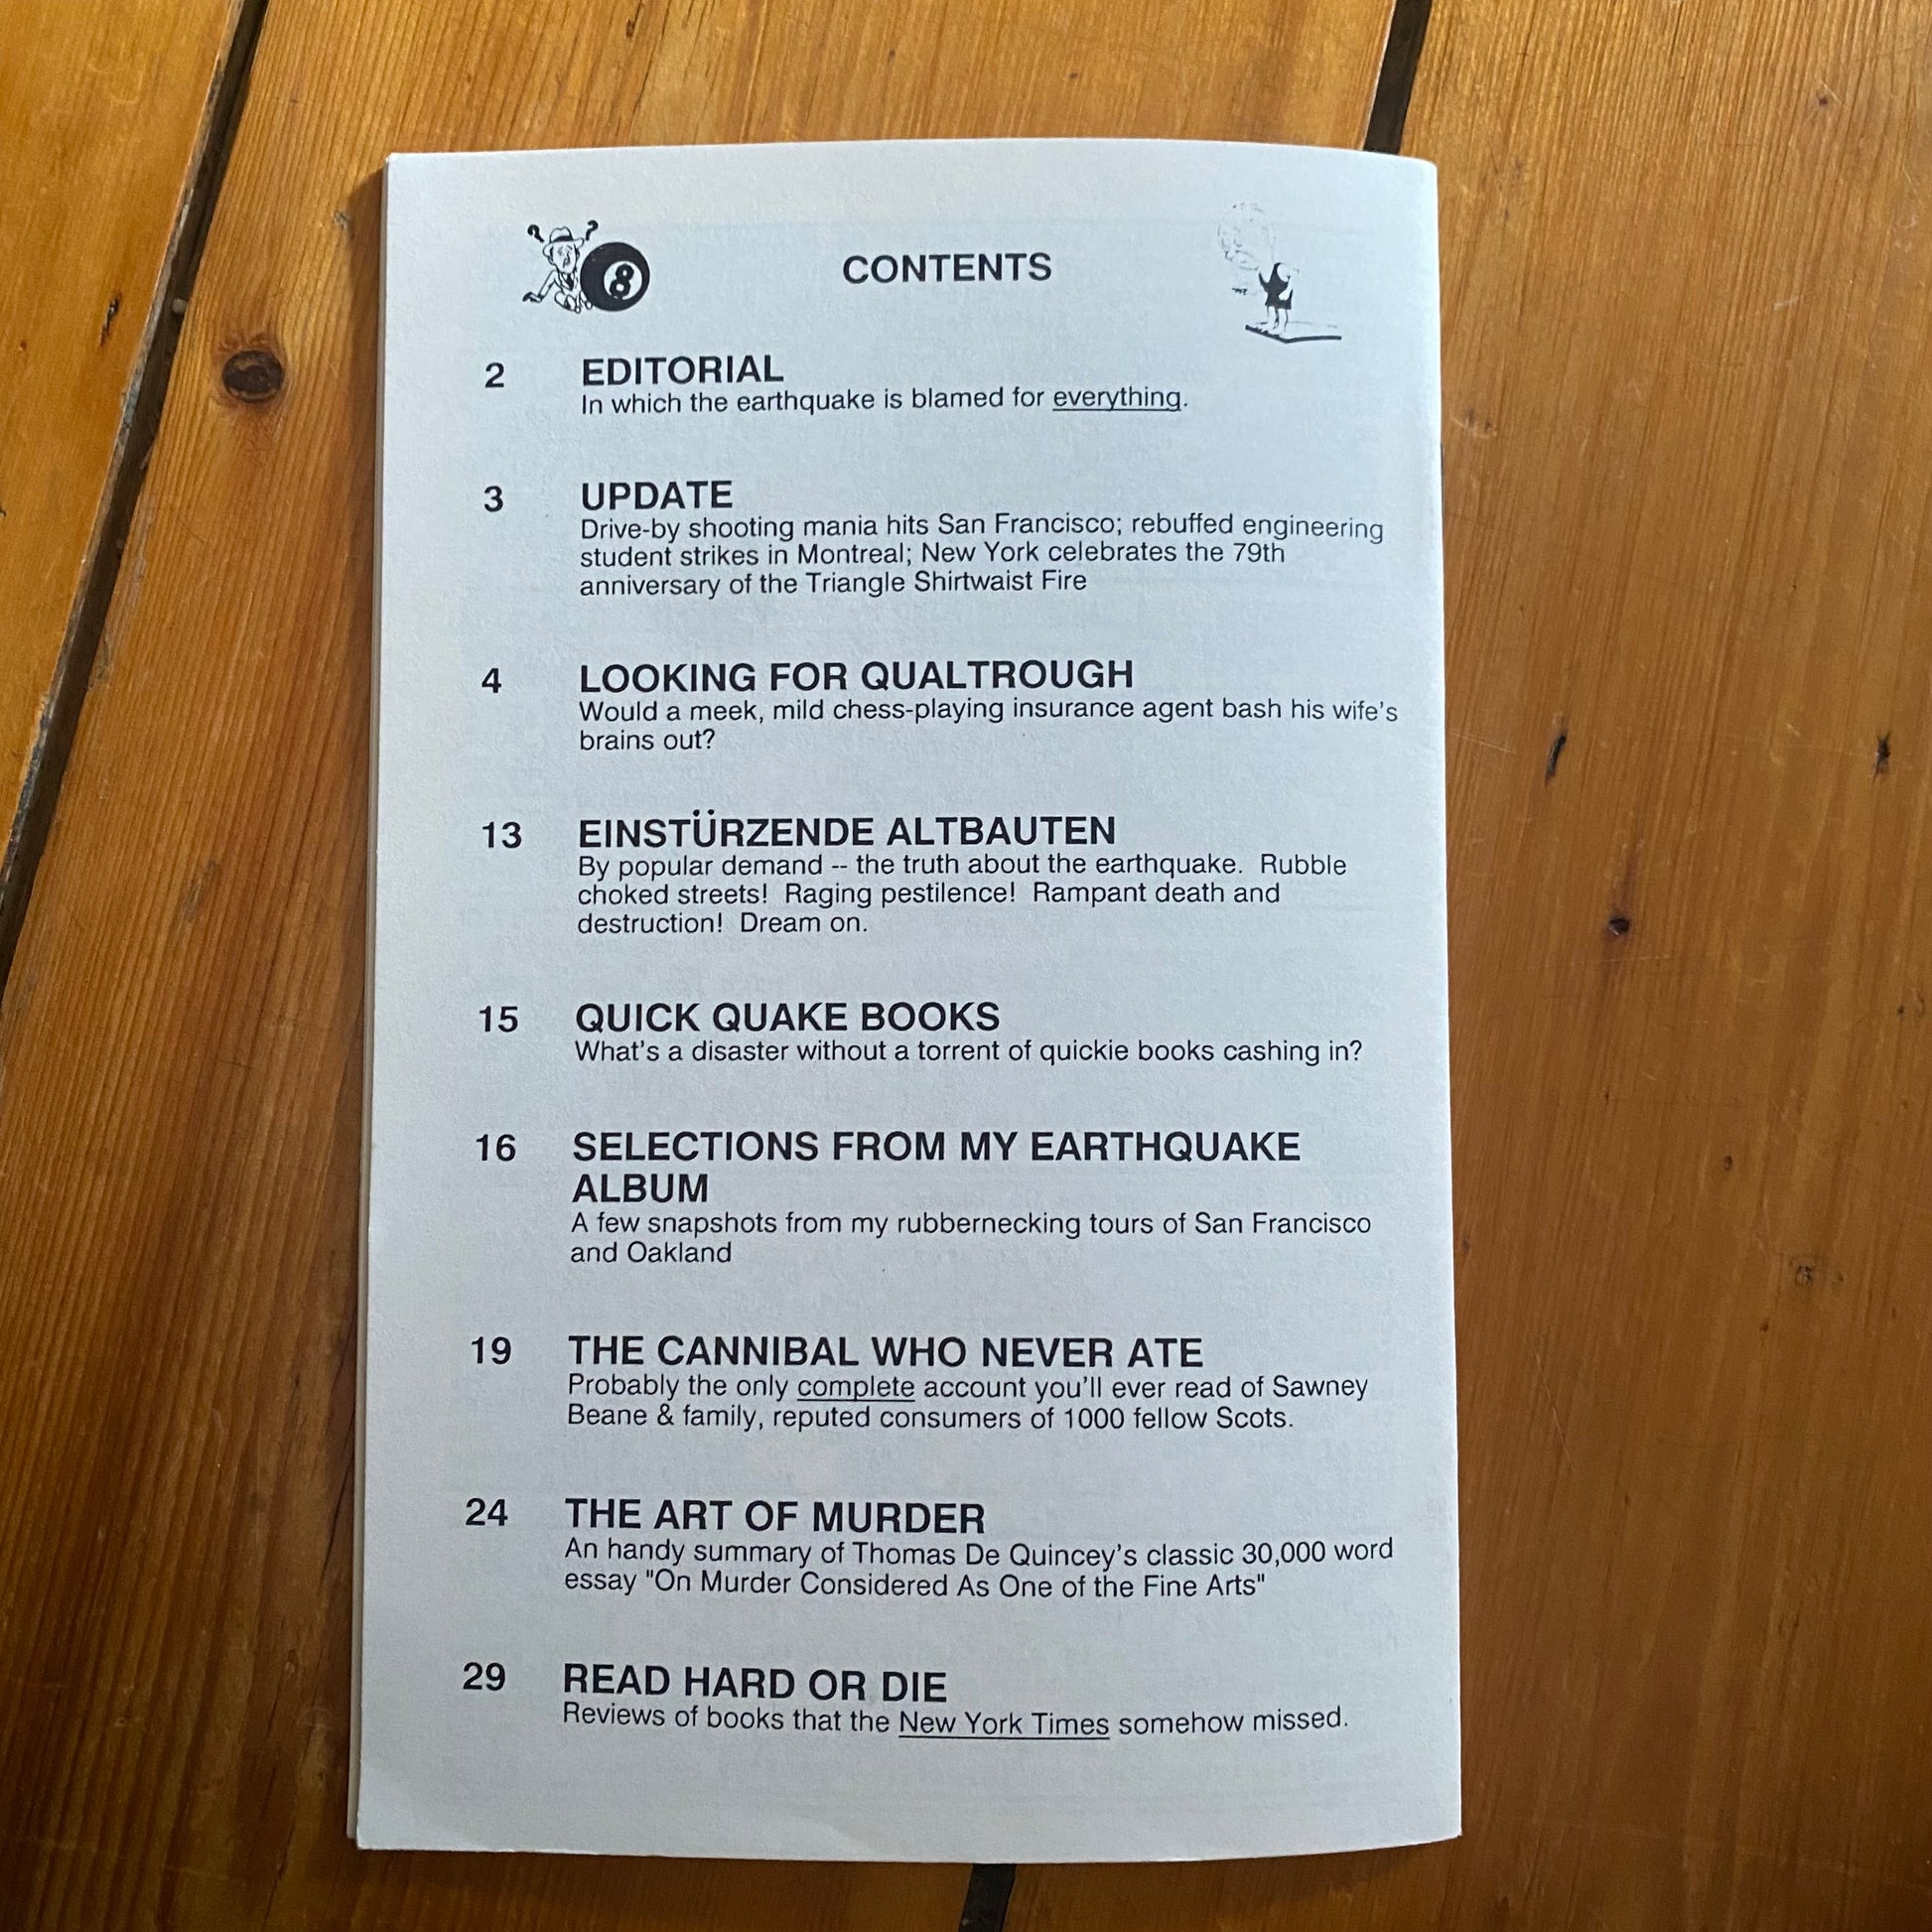 ? ?
8
CONTENTS
2 EDITORIAL
In which the earthquake is blamed for everything.
3 UPDATE
Drive-by shooting mania hits San Francisco; rebuffed engineering
student strikes in Montreal; New York celebrates the 79th
anniversary of the Triangle Shirtwaist Fire
4 LOOKING FOR QUALTROUGH
Would a meek, mild chess-playing insurance agent bash his wife's
brains out?
13 EINSTÜRZENDE ALTBAUTEN
By popular demand -- the truth about the earthquake. Rubble
choked streets! Raging pestilence! Rampant death and
destruction! Dream on.
15 QUICK QUAKE BOOKS
What's a disaster without a torrent of quickie books cashing in?
16 SELECTIONS FROM MY EARTHQUAKE
ALBUM
A few snapshots from my rubbernecking tours of San Francisco
and Oakland
19 THE CANNIBAL WHO NEVER ATE
Probably the only complete account you'll ever read of Sawney
Beane & family, reputed consumers of 1000 fellow Scots.
24 THE ART OF MURDER
An handy summary of Thomas De Quincey's classic 30,000 word
essay "On Murder Considered As One of the Fine Arts"
29 READ HARD OR DIE
Reviews of books that the New York Times somehow missed.